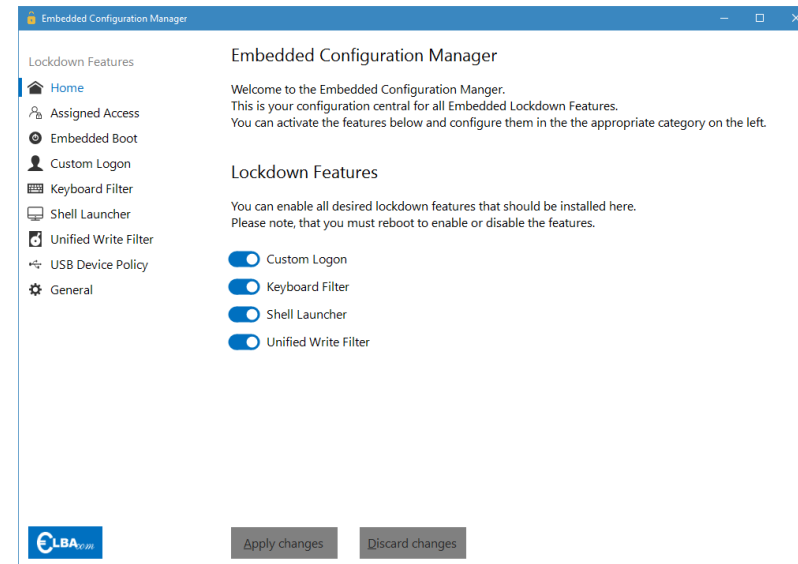 Embedded Configuration Manager
Lockdown Features
Home
Assigned Access
Embedded Boot
Custom Logon
Keyboard Filter
Shell Launcher
Unified Write Filter
USB Device Policy
General
Embedded Configuration Manager
Welcome to the Embedded Configuration Manger.
This is your configuration central for all Embedded Lockdown Features.
You can activate the features below and configure them in the the appropriate category on the left.
Lockdown Features
You can enable all desired lockdown features that should be installed here.
Please note, that you must reboot to enable or disable the features.
Custom Logon
Keyboard Filter
Shell Launcher
Unified Write Filter
€LBAcom
Apply changes
Discard changes